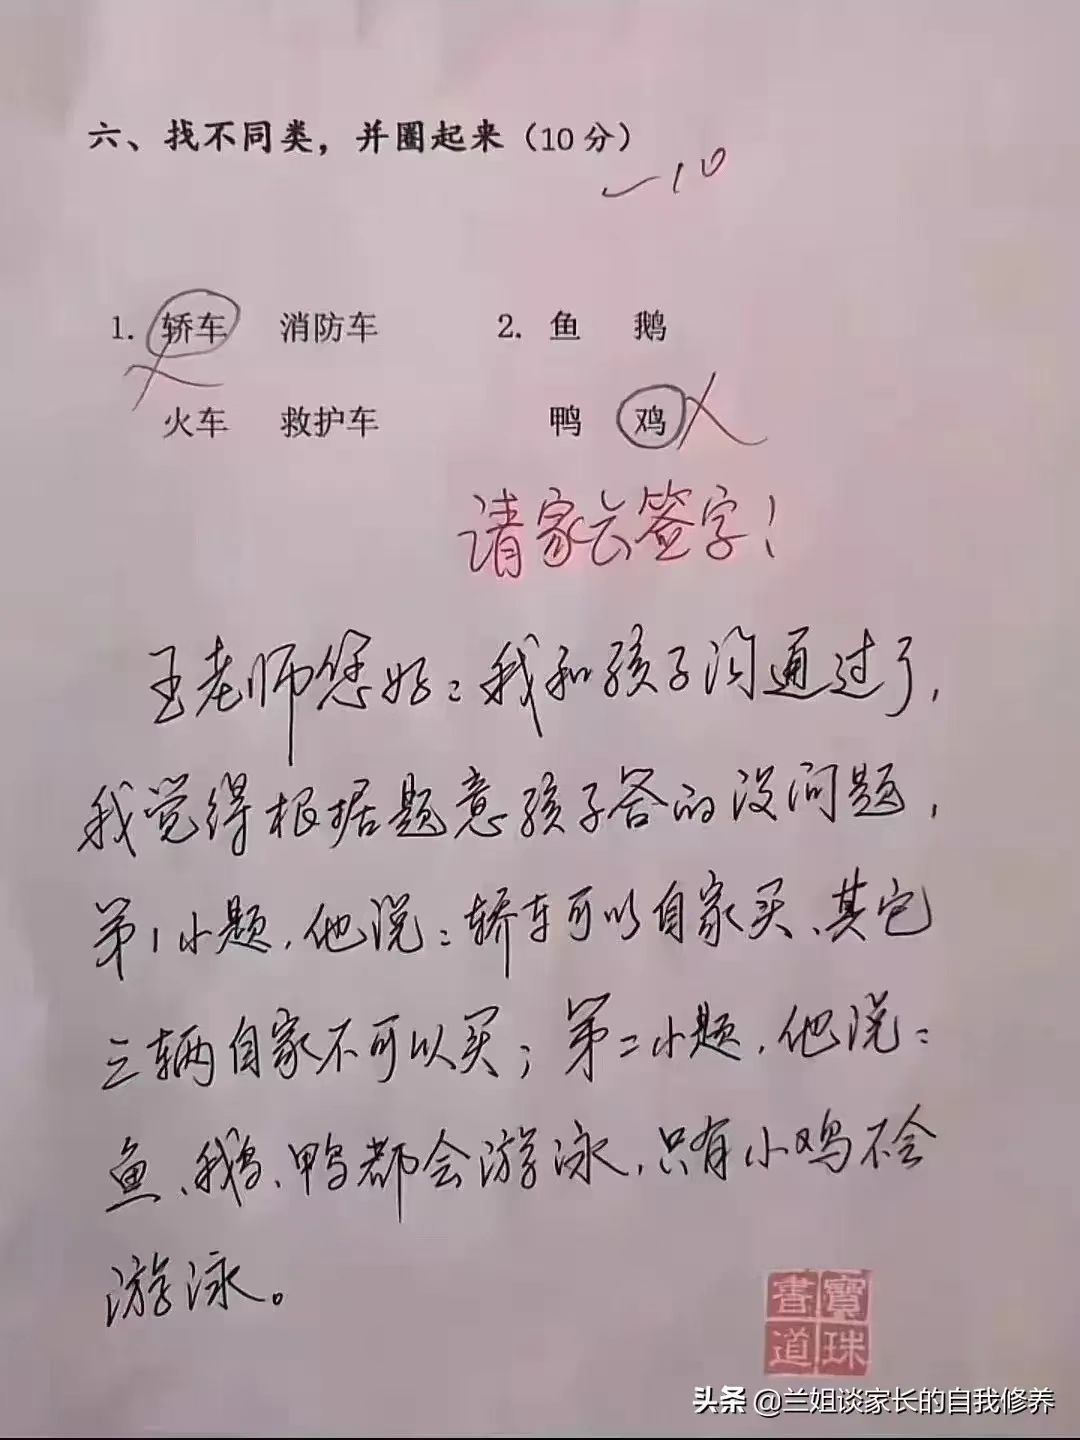 六、找不同类，并圈起来（10分）
-10
1. 轿车 消防车 2. 鱼 鹅
火车 救护车 鸭 鸡
请家长签字！
王老师您好：我和孩子沟通过了，
我觉得根据题意孩子答的没问题，
第1小题，他说：轿车可以自家买、其它
三辆自家不可以买；第二小题，他说：
鱼、鹅、鸭都会游泳，只有小鸡不会
游泳。
書寶
道珠
头条 @兰姐谈家长的自我修养